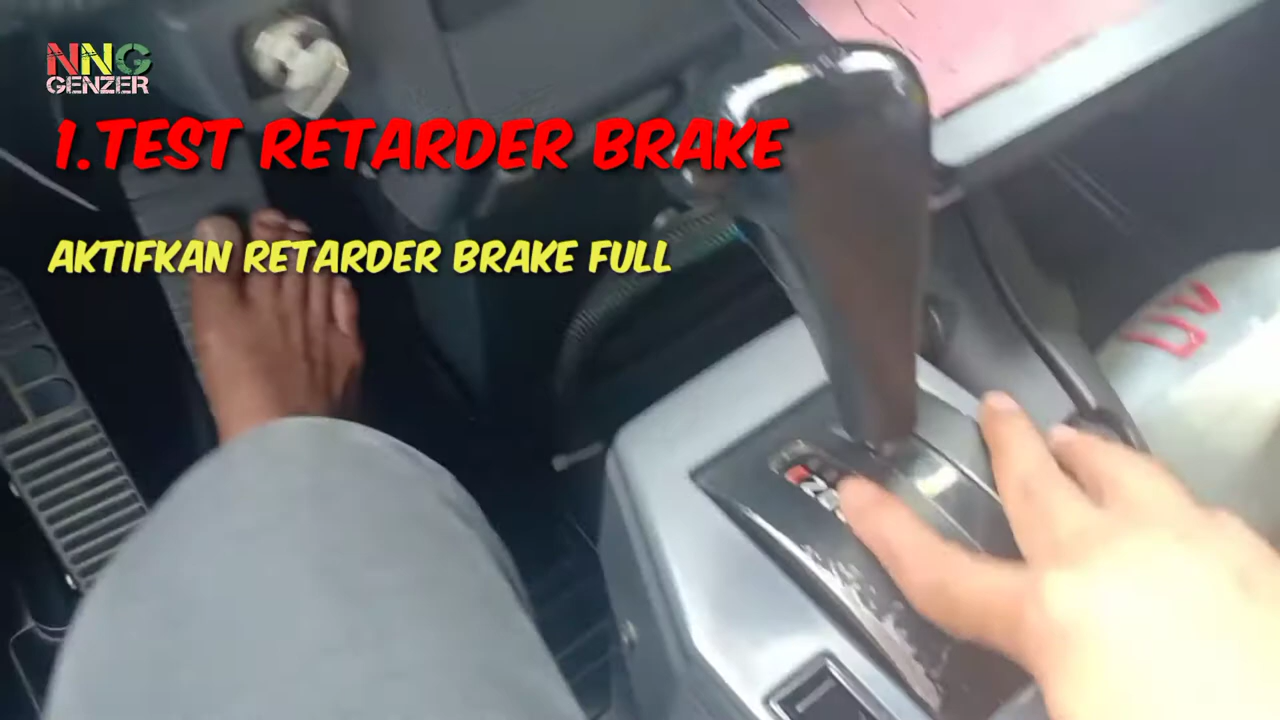 NNG
GENZER
1.TEST RETARDER BRAKE
AKTIFKAN RETARDER BRAKE FULL